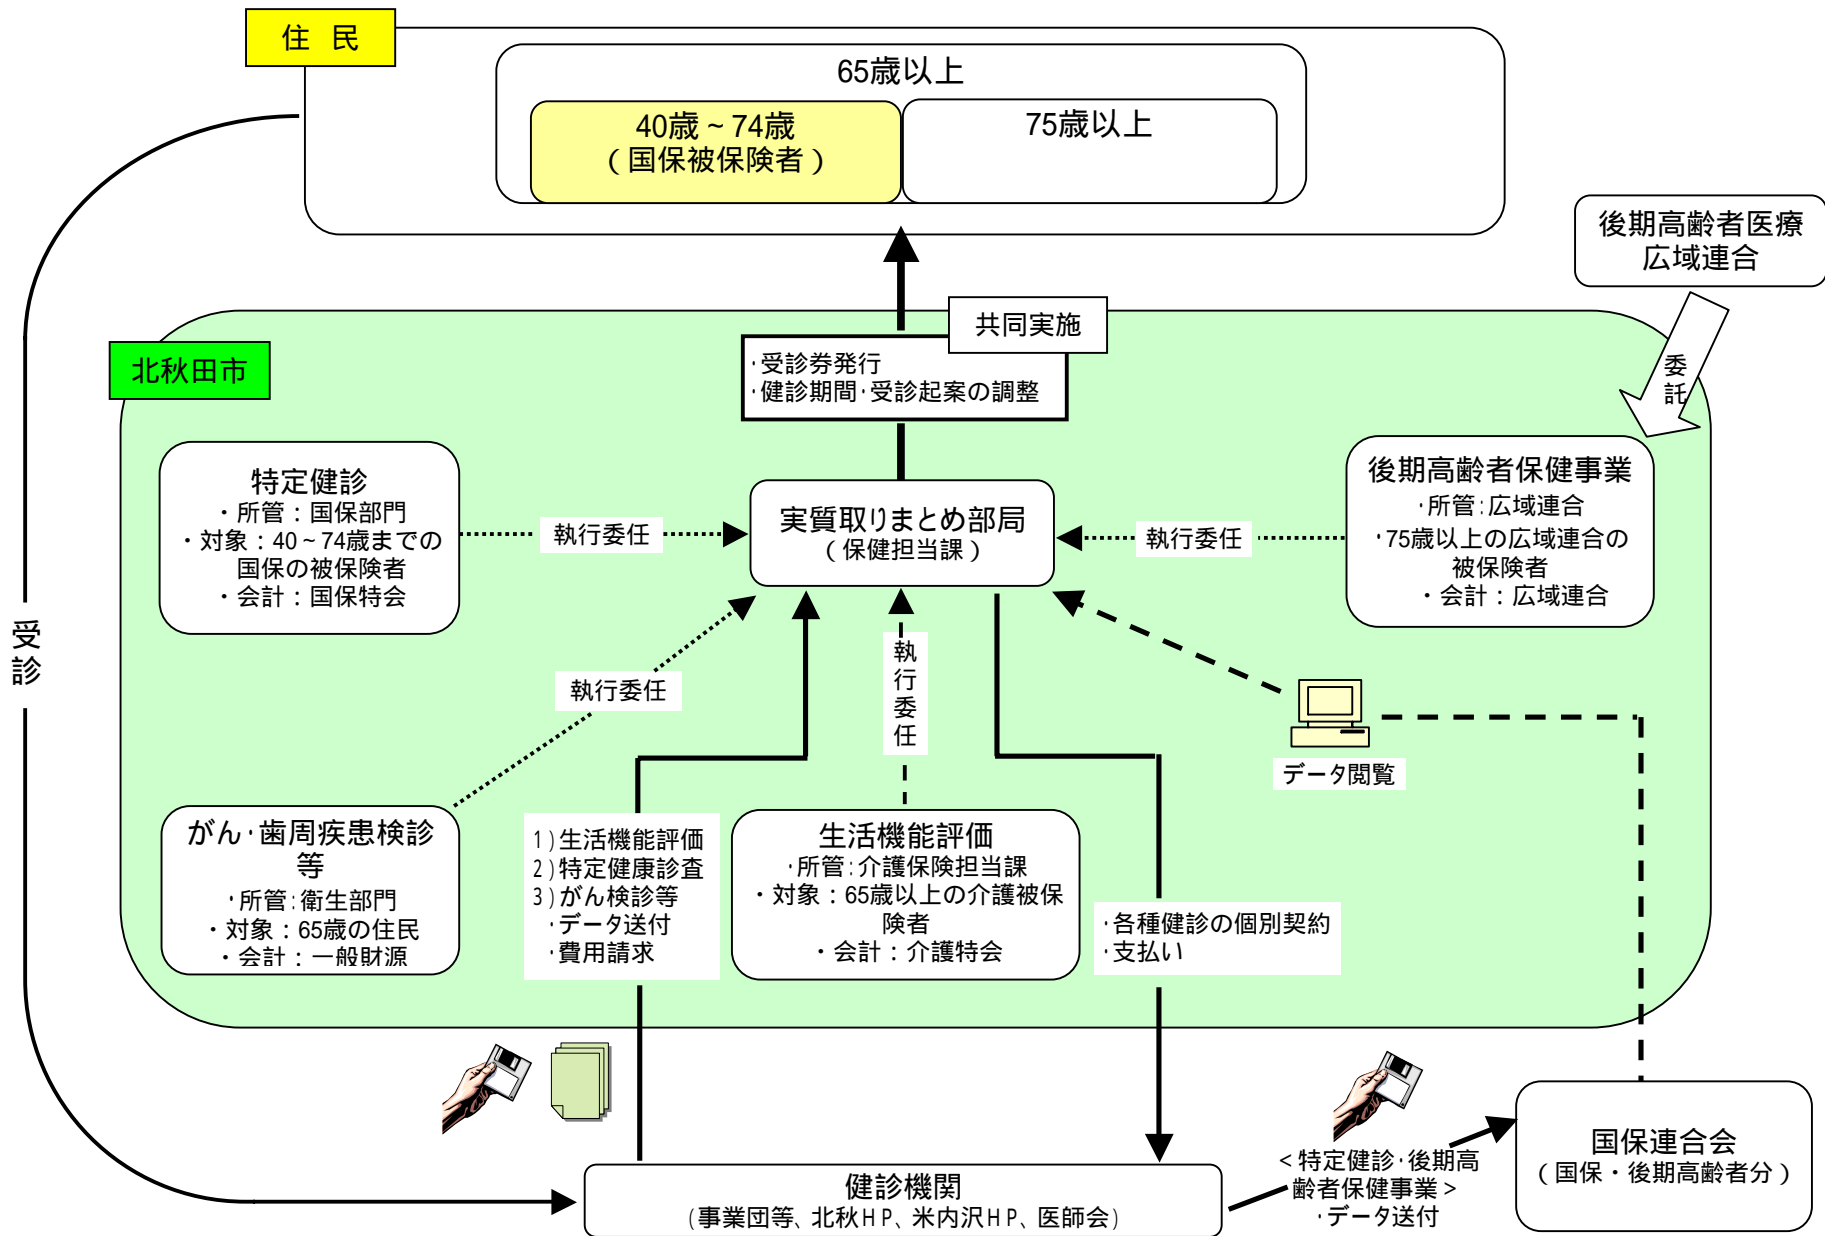 住 民
65歳以上
40歳~74歳
(国保被保険者)
75歳以上
後期高齢者医療
広域連合
委託
共同実施
・受診券発行
・健診期間・受診起案の調整
北秋田市
特定健診
・所管：国保部門
・対象：40~74歳までの
国保の被保険者
・会計：国保特会
執行委任
実質取りまとめ部局
(保健担当課)
執行委任
後期高齢者保健事業
・所管：広域連合
・75歳以上の広域連合の
被保険者
・会計：広域連合
受診
執行委任
執行委任
データ閲覧
がん・歯周疾患検診
等
・所管：衛生部門
・対象：65歳の住民
・会計：一般財源
1)生活機能評価
2)特定健康診査
3)がん検診等
・データ送付
・費用請求
生活機能評価
・所管：介護保険担当課
・対象：65歳以上の介護被保
険者
・会計：介護特会
・各種健診の個別契約
・支払い
健診機関
(事業団等、北秋HP、米内沢HP、医師会)
<特定健診・後期高
齢者保健事業>
・データ送付
国保連合会
(国保・後期高齢者分)